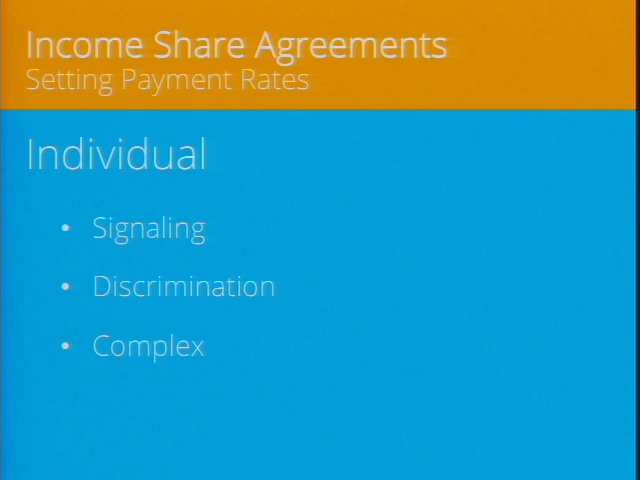 Income Share Agreements
Setting Payment Rates
Individual
• Signaling
• Discrimination
• Complex